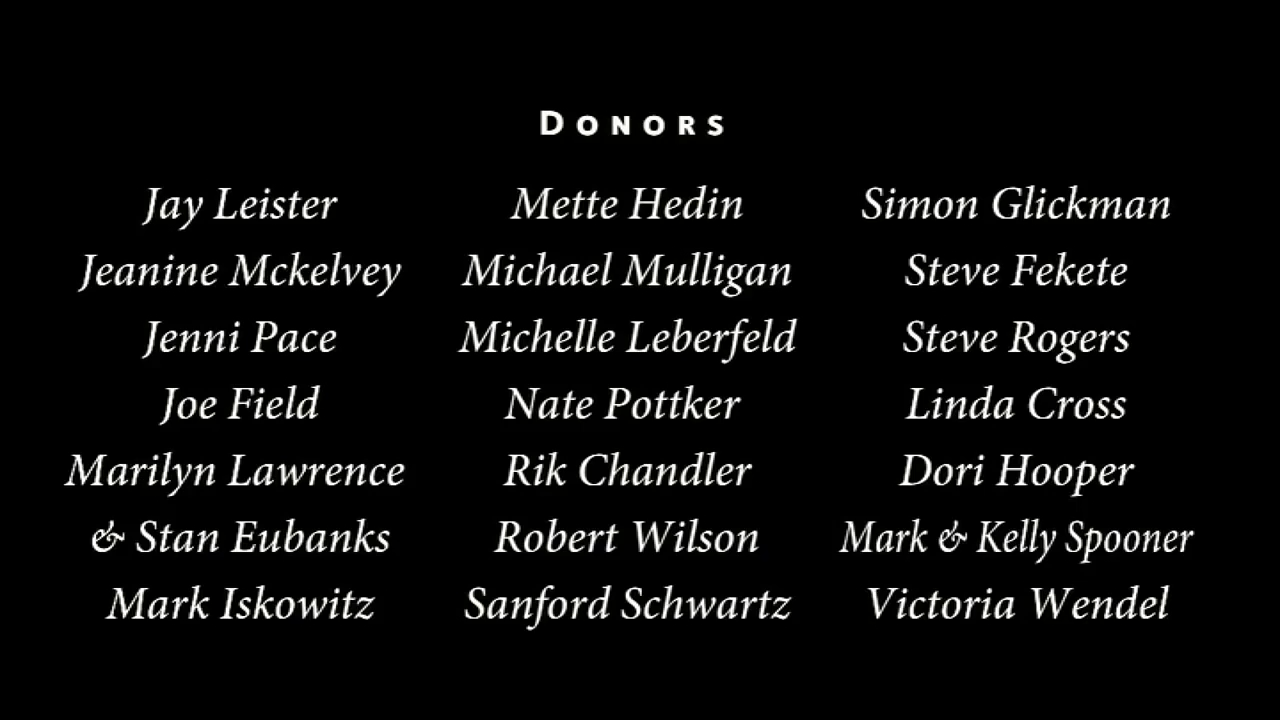 Donors
Jay Leister
Jeanine Mckelvey
Jenni Pace
Joe Field
Marilyn Lawrence
& Stan Eubanks
Mark Iskowitz
Mette Hedin
Michael Mulligan
Michelle Leberfeld
Nate Pottker
Rik Chandler
Robert Wilson
Sanford Schwartz
Simon Glickman
Steve Fekete
Steve Rogers
Linda Cross
Dori Hooper
Mark & Kelly Spooner
Victoria Wendel